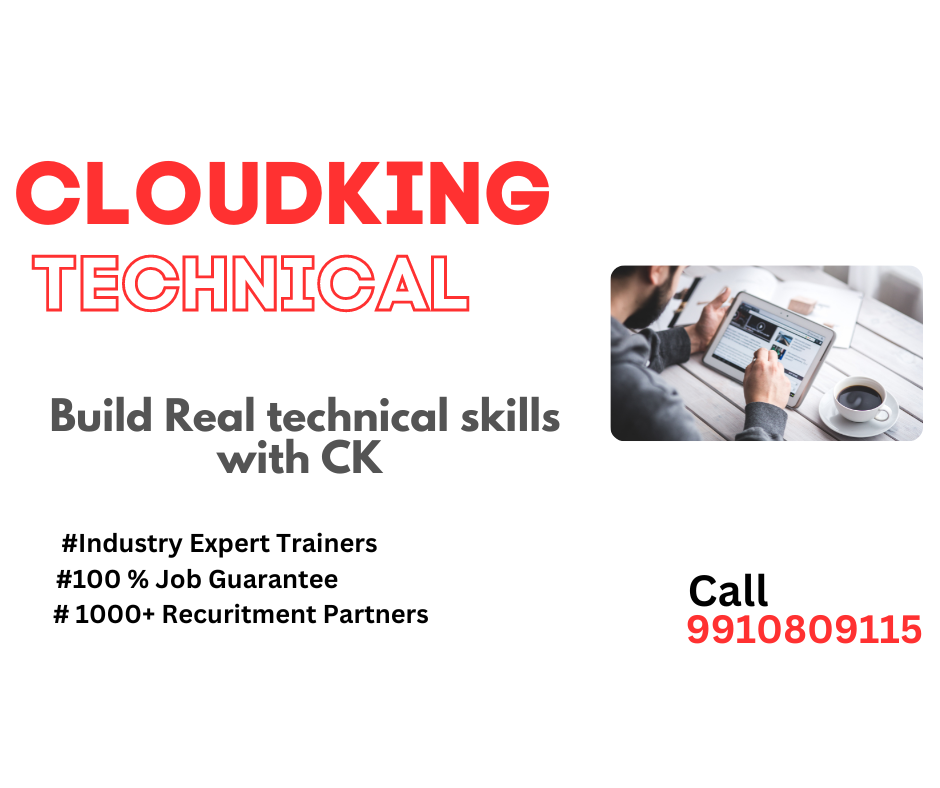 CLOUDKING
TECHNICAL
Build Real technical skills
with CK
#Industry Expert Trainers
#100 % Job Guarantee
# 1000+ Recuritment Partners
Call
9910809115